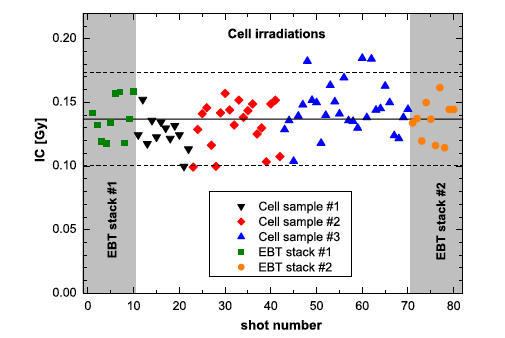 Cell irradiations
0.20
0.15
0.10
0.05
0.00
IC [Gy]
EBT stack #1
EBT stack #2
Cell sample #1
Cell sample #2
Cell sample #3
EBT stack #1
EBT stack #2
0 10 20 30 40 50 60 70 80
shot number